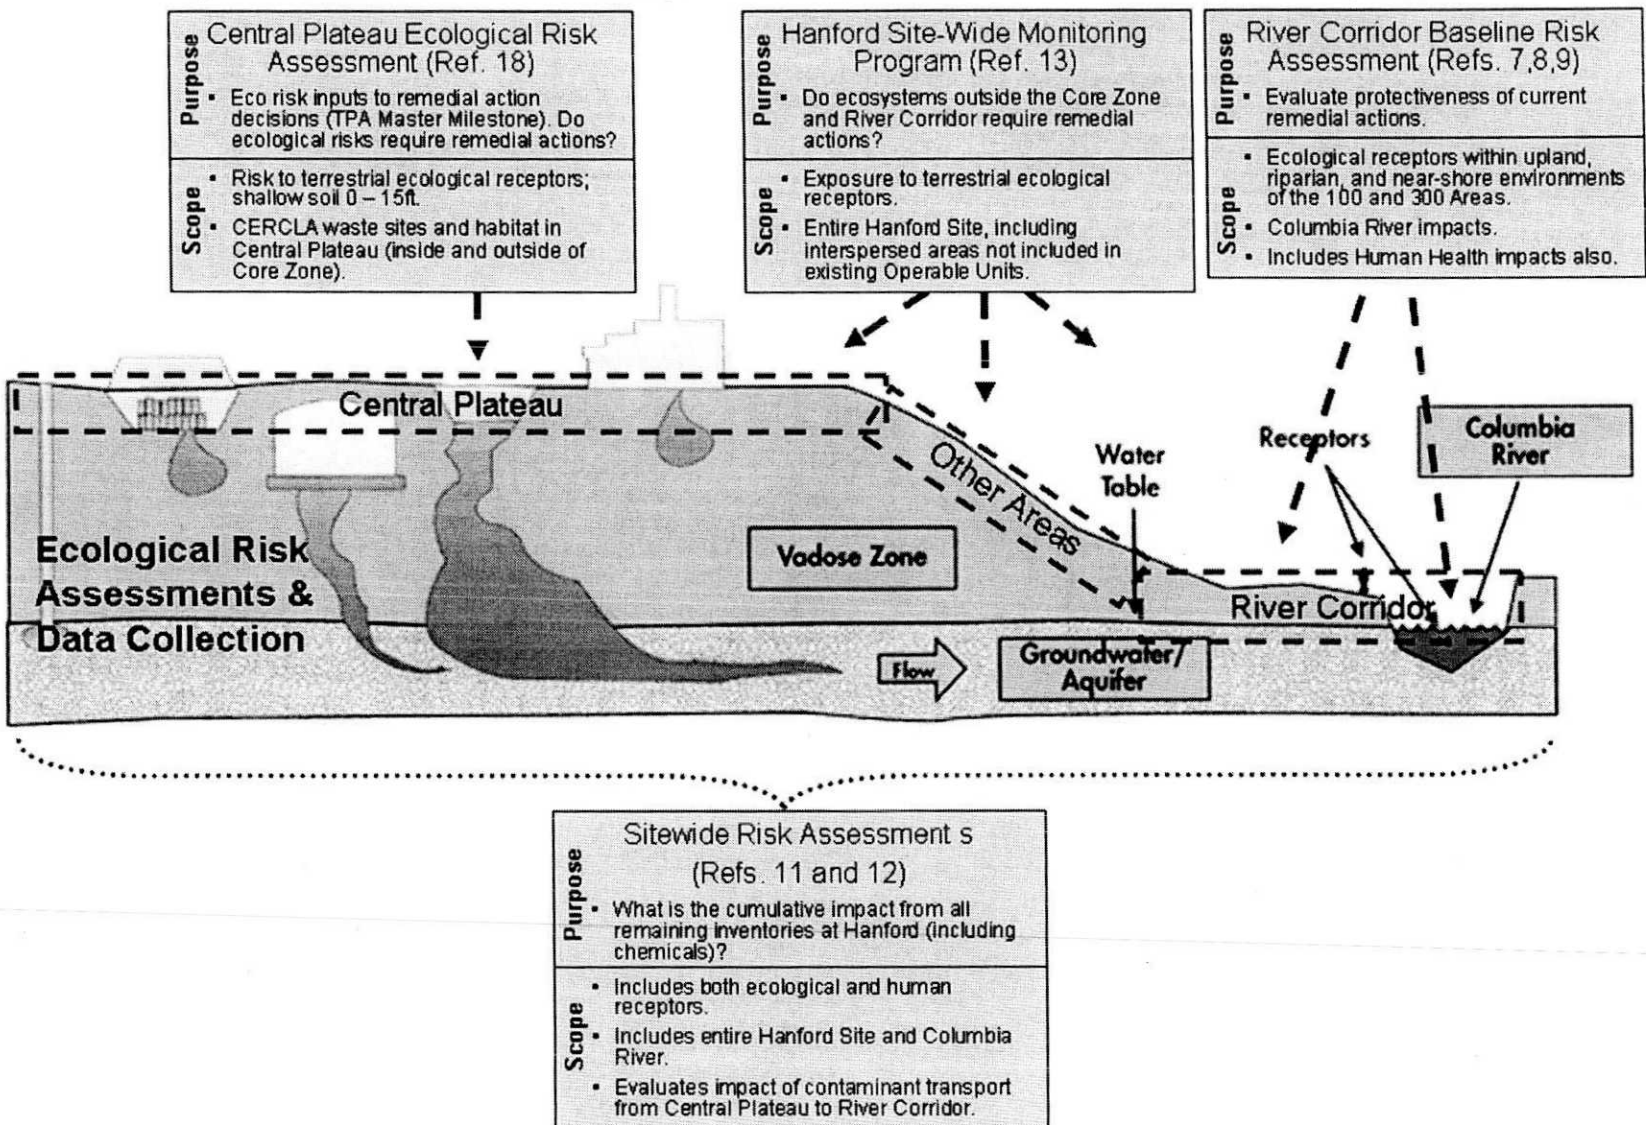 Purpose
Central Plateau Ecological Risk
Assessment (Ref. 18)
▪ Eco risk inputs to remedial action
decisions (TPA Master Milestone). Do
ecological risks require remedial actions?
Scope
▪ Risk to terrestrial ecological receptors;
shallow soil 0 – 15ft.
▪ CERCLA waste sites and habitat in
Central Plateau (inside and outside of
Core Zone).
Purpose
Hanford Site-Wide Monitoring
Program (Ref. 13)
▪ Do ecosystems outside the Core Zone
and River Corridor require remedial
actions?
Scope
▪ Exposure to terrestrial ecological
receptors.
▪ Entire Hanford Site, including
interspersed areas not included in
existing Operable Units.
Purpose
River Corridor Baseline Risk
Assessment (Refs. 7,8,9)
▪ Evaluate protectiveness of current
remedial actions.
Scope
▪ Ecological receptors within upland,
riparian, and near-shore environments
of the 100 and 300 Areas.
▪ Columbia River impacts.
▪ Includes Human Health impacts also.
Central Plateau
Other Areas
Water
Table
Receptors
Columbia
River
Vadose Zone
Ecological Risk
Assessments &
Data Collection
River Corridor
Flow
Groundwater/
Aquifer
Purpose
Sitewide Risk Assessment s
(Refs. 11 and 12)
▪ What is the cumulative impact from all
remaining inventories at Hanford (including
chemicals)?
Scope
▪ Includes both ecological and human
receptors.
▪ Includes entire Hanford Site and Columbia
River.
▪ Evaluates impact of contaminant transport
from Central Plateau to River Corridor.